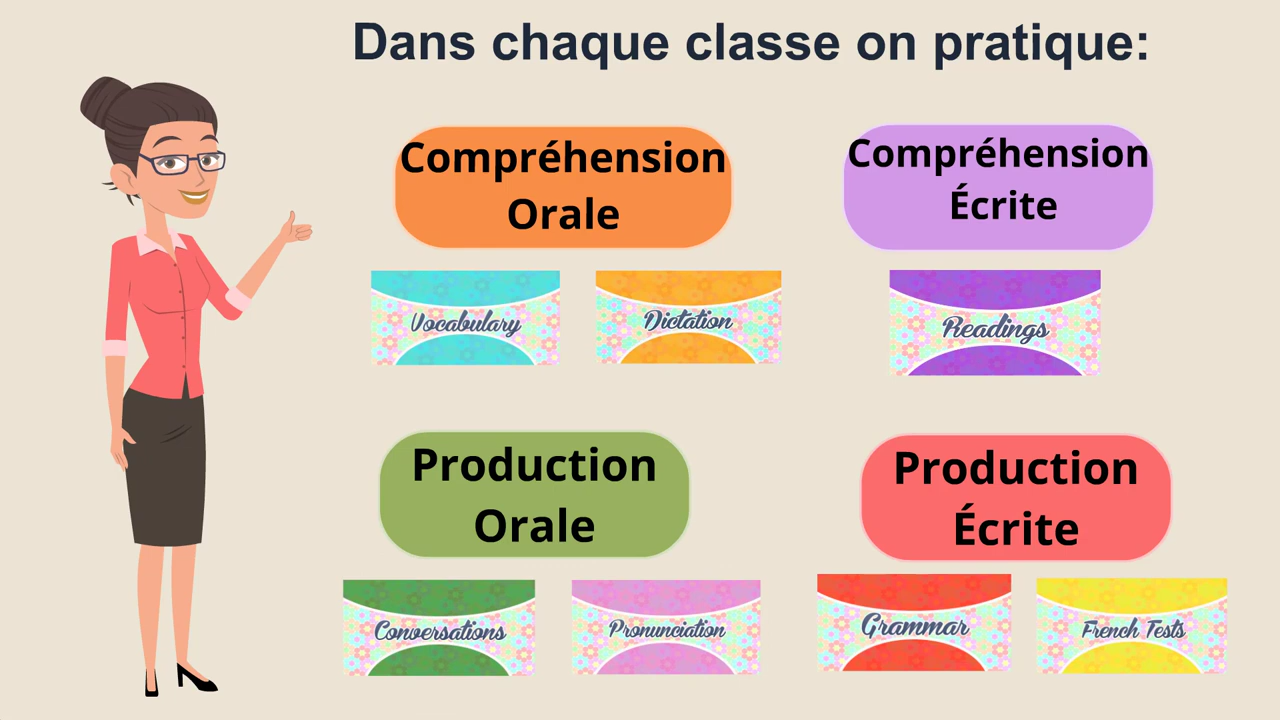 Dans chaque classe on pratique:
Compréhension
Orale
Vocabulary
Dictation
Compréhension
Écrite
Readings
Production
Orale
Conversations
Pronunciation
Production
Écrite
Grammar
French Tests